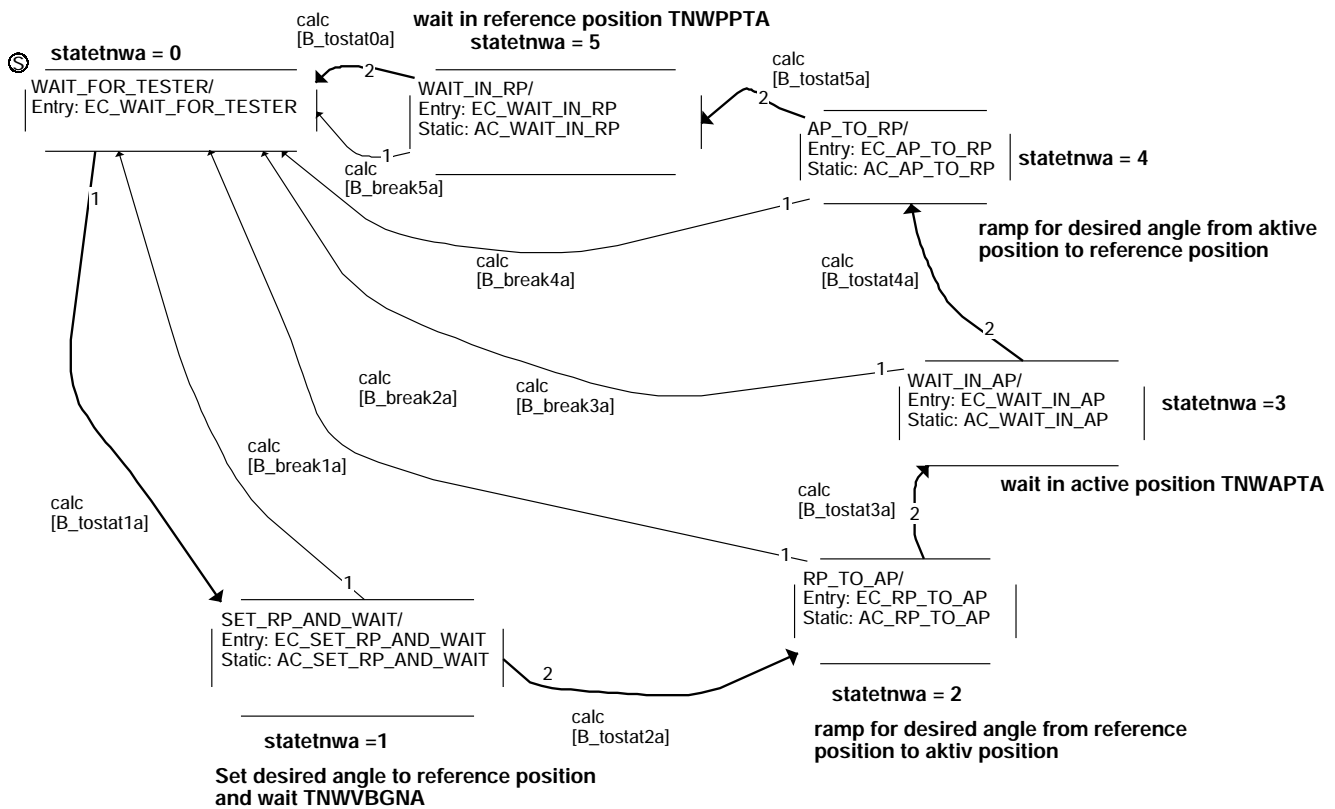 calc
[B_tostat0a]
wait in reference position TNWPPTA
statetnwa = 5
statetnwa = 0
S
WAIT_FOR_TESTER/
Entry: EC_WAIT_FOR_TESTER
2
WAIT_IN_RP/
Entry: EC_WAIT_IN_RP
Static: AC_WAIT_IN_RP
1
calc
[B_break5a]
calc
[B_tostat5a]
2
AP_TO_RP/
Entry: EC_AP_TO_RP
Static: AC_AP_TO_RP
statetnwa = 4
1
1
calc
[B_break4a]
ramp for desired angle from aktive
position to reference position
calc
[B_tostat4a]
2
calc
[B_break2a]
calc
[B_break3a]
1
WAIT_IN_AP/
Entry: EC_WAIT_IN_AP
Static: AC_WAIT_IN_AP
statetnwa =3
calc
[B_break1a]
wait in active position TNWAPTA
calc
[B_tostat1a]
calc
[B_tostat3a]
2
1
1
RP_TO_AP/
Entry: EC_RP_TO_AP
Static: AC_RP_TO_AP
SET_RP_AND_WAIT/
Entry: EC_SET_RP_AND_WAIT
Static: AC_SET_RP_AND_WAIT
2
calc
[B_tostat2a]
statetnwa = 2
ramp for desired angle from reference
position to aktiv position
statetnwa =1
Set desired angle to reference position
and wait TNWVBGNA